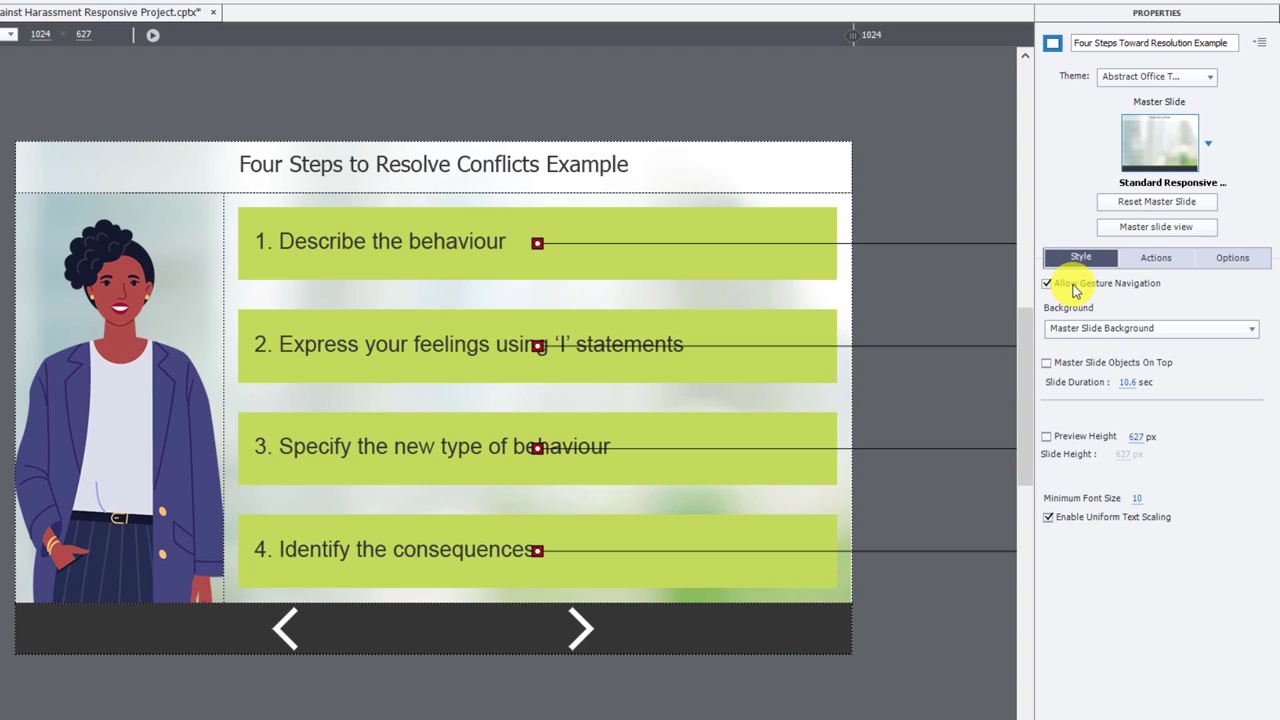 ainst Harassment Responsive Project.cptx* ×
PROPERTIES
1024 × 627
1024
Four Steps Toward Resolution Example
Theme: Abstract Office T...
Master Slide
Standard Responsive ...
Reset Master Slide
Master slide view
Style Actions Options
Allow Gesture Navigation
Background
Master Slide Background
Master Slide Objects On Top
Slide Duration : 10.6 sec
Preview Height 627 px
Slide Height : 627 px
Minimum Font Size 10
Enable Uniform Text Scaling
Four Steps to Resolve Conflicts Example
1. Describe the behaviour
2. Express your feelings using ‘I’ statements
3. Specify the new type of behaviour
4. Identify the consequences